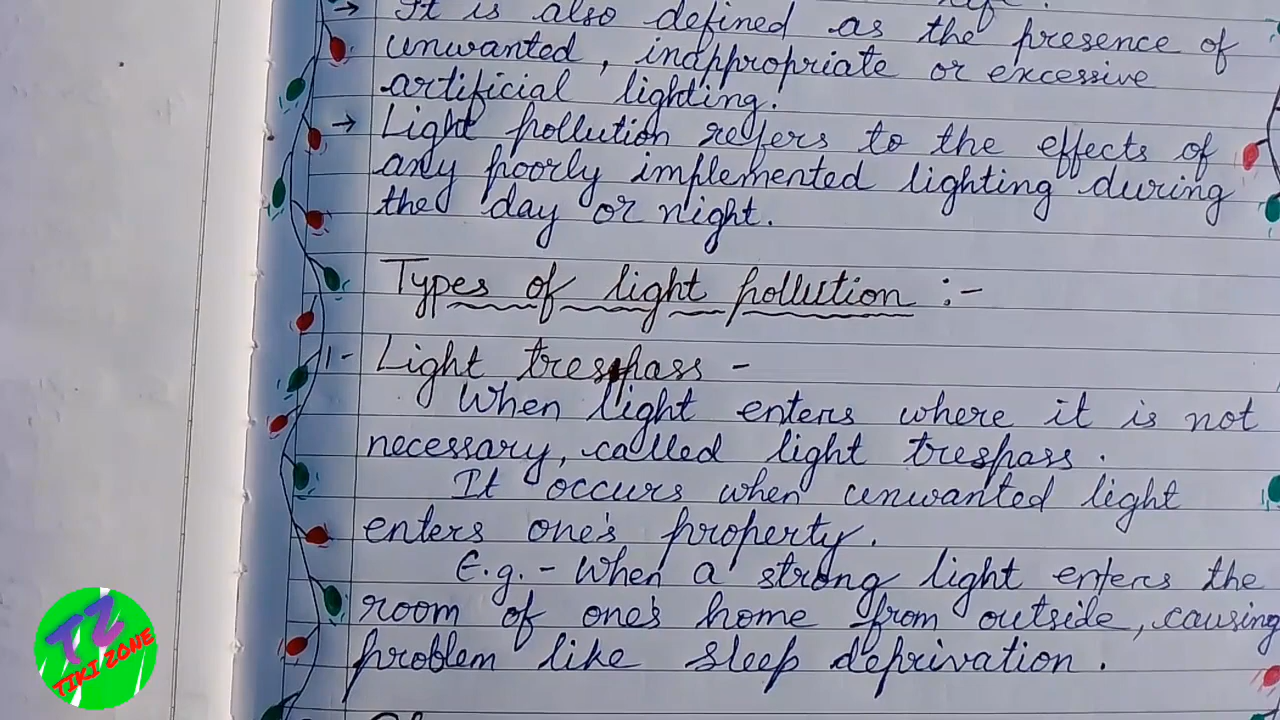 → It is also defined as the presence of
unwanted, inappropriate or excessive
artificial lighting.
→ Light pollution refers to the effects of
any poorly implemented lighting during
the day or night.
Types of light pollution :-
1- Light trespass -
When light enters where it is not
necessary, called light trespass.
It occurs when unwanted light
enters one's property.
E.g. - When a strong light enters the
room of one's home from outside, causing
problem like sleep deprivation.
TZ
TIKI ZONE